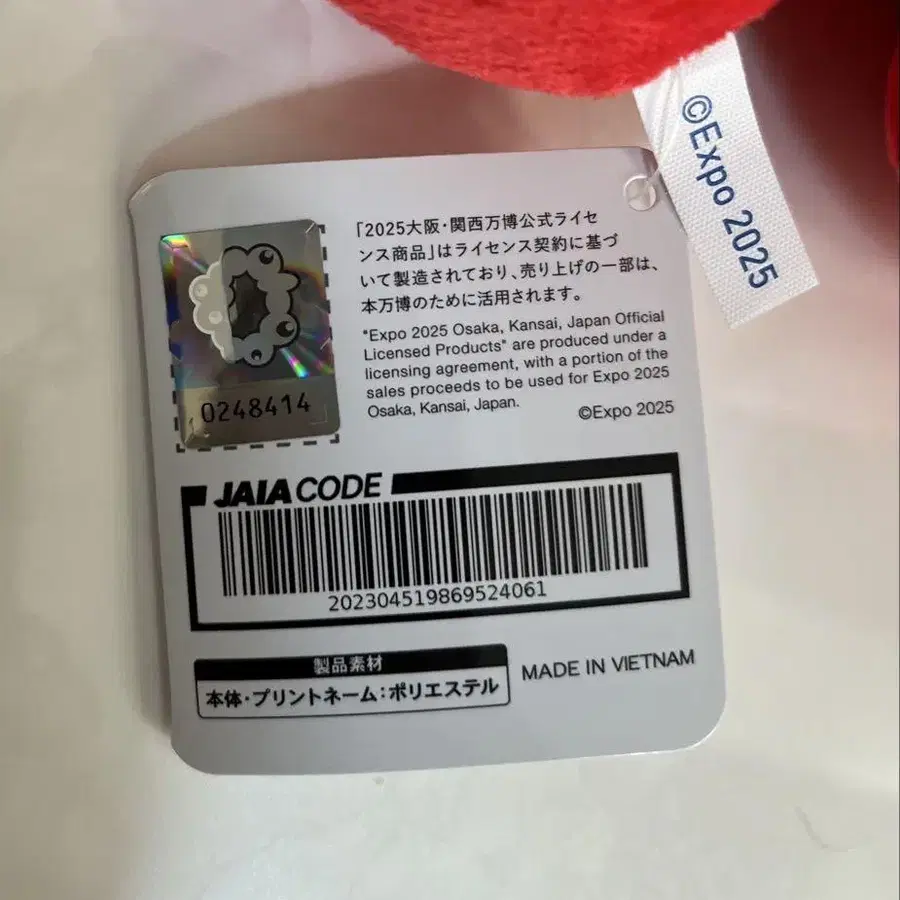 ©Expo 2025
「2025大阪・関西万博公式ライセ
ンス商品」はライセンス契約に基づ
いて製造されており、売り上げの一部は、
本万博のために活用されます。
"Expo 2025 Osaka, Kansai, Japan Official
Licensed Products" are produced under a
licensing agreement, with a portion of the
sales proceeds to be used for Expo 2025
Osaka, Kansai, Japan.
©Expo 2025
0248414
JAIA CODE
202304519869524061
製品素材
本体・プリントネーム：ポリエステル
MADE IN VIETNAM